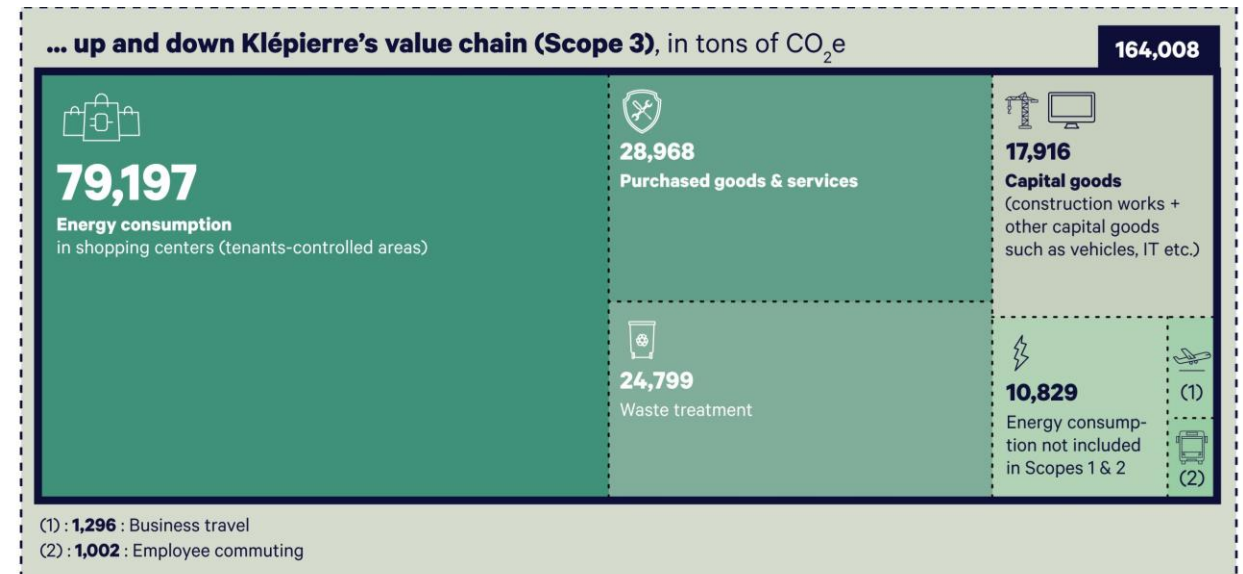 ... up and down Klépierre’s value chain (Scope 3), in tons of CO₂e
164,008
79,197
Energy consumption
in shopping centers (tenants-controlled areas)
28,968
Purchased goods & services
24,799
Waste treatment
17,916
Capital goods
(construction works +
other capital goods
such as vehicles, IT etc.)
10,829
Energy consump-
tion not included
in Scopes 1 & 2
(1)
(2)
(1) : 1,296 : Business travel
(2) : 1,002 : Employee commuting